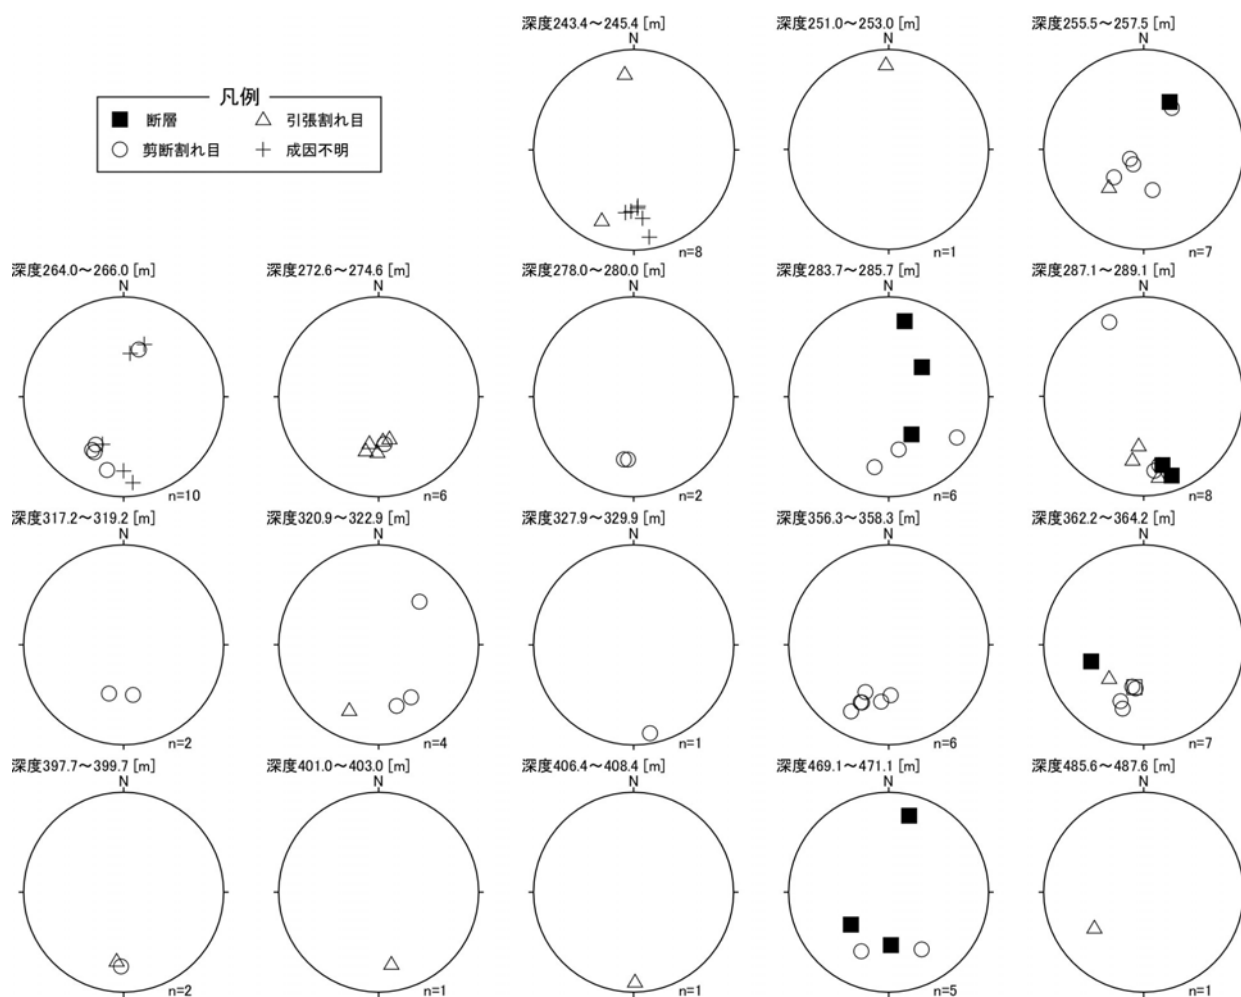 深度243.4～245.4 [m]
N
n=8
深度251.0～253.0 [m]
N
n=1
深度255.5～257.5 [m]
N
n=7
凡例
断層
引張割れ目
剪断割れ目
成因不明
深度264.0～266.0 [m]
N
n=10
深度272.6～274.6 [m]
N
n=6
深度278.0～280.0 [m]
N
n=2
深度283.7～285.7 [m]
N
n=6
深度287.1～289.1 [m]
N
n=8
深度317.2～319.2 [m]
N
n=2
深度320.9～322.9 [m]
N
n=4
深度327.9～329.9 [m]
N
n=1
深度356.3～358.3 [m]
N
n=6
深度362.2～364.2 [m]
N
n=7
深度397.7～399.7 [m]
N
n=2
深度401.0～403.0 [m]
N
n=1
深度406.4～408.4 [m]
N
n=1
深度469.1～471.1 [m]
N
n=5
深度485.6～487.6 [m]
N
n=1